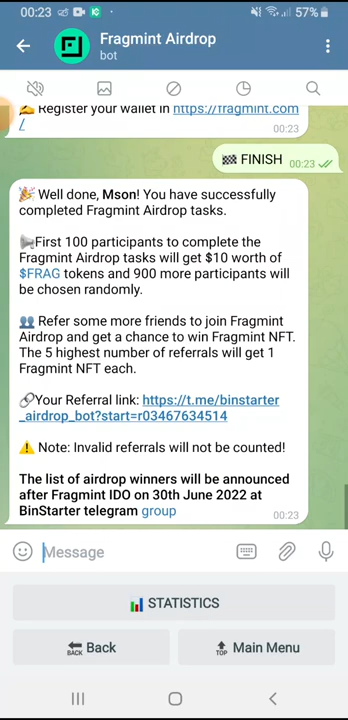 00:23
57%
Fragmint Airdrop
bot
Register your wallet in https://fragmint.com
/
00:23
FINISH 00:23
Well done, Mson! You have successfully
completed Fragmint Airdrop tasks.
First 100 participants to complete the
Fragmint Airdrop tasks will get $10 worth of
$FRAG tokens and 900 more participants will
be chosen randomly.
Refer some more friends to join Fragmint
Airdrop and get a chance to win Fragmint NFT.
The 5 highest number of referrals will get 1
Fragmint NFT each.
Your Referral link: https://t.me/binstarter
_airdrop_bot?start=r03467634514
Note: Invalid referrals will not be counted!
The list of airdrop winners will be announced
after Fragmint IDO on 30th June 2022 at
BinStarter telegram group
00:23
Message
STATISTICS
BACK Back
TOP Main Menu